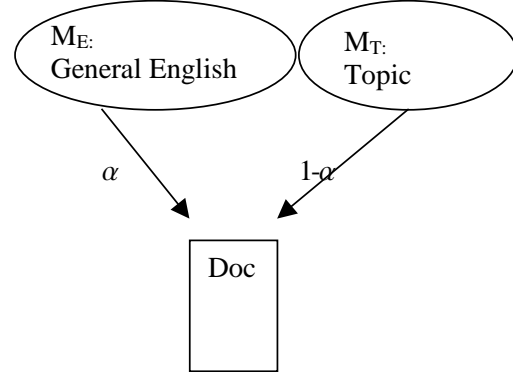 M_E:
General English
M_T:
Topic
α
1-α
Doc